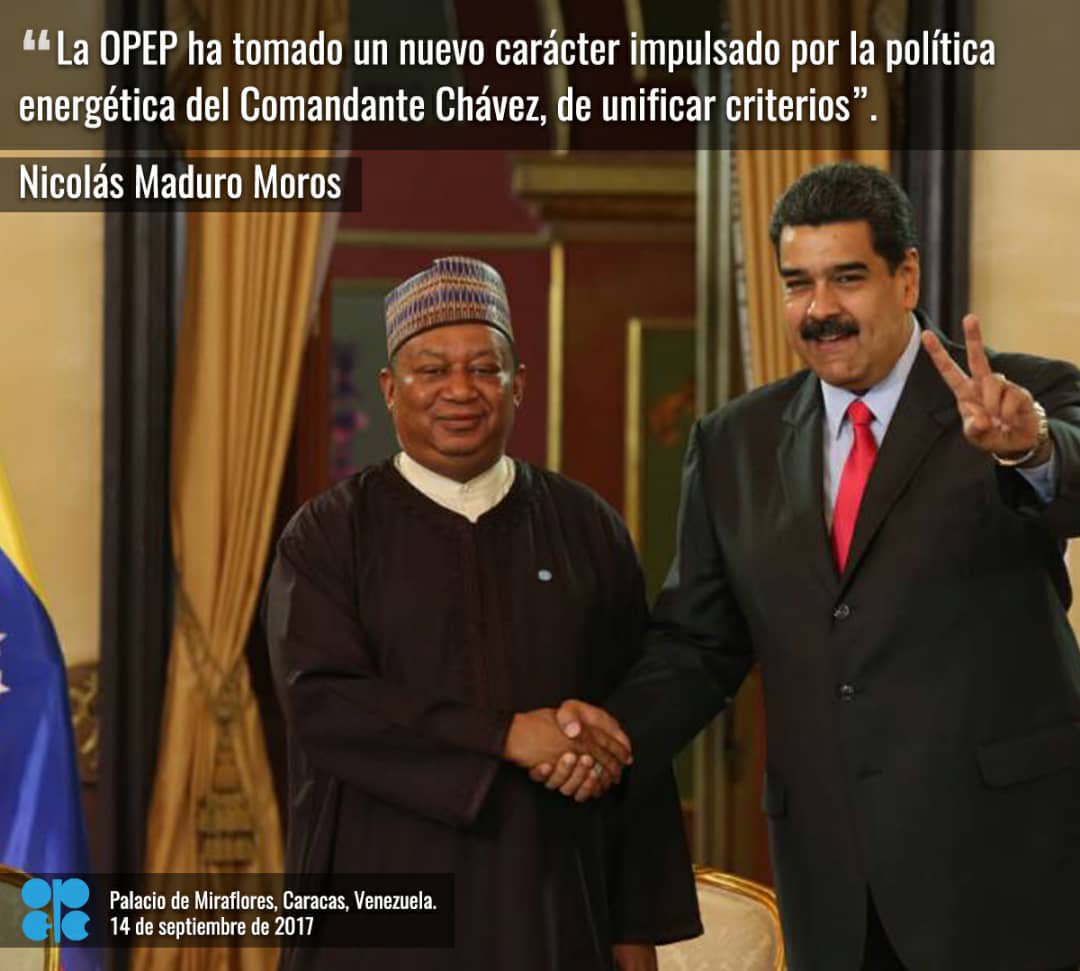 “La OPEP ha tomado un nuevo carácter impulsado por la política
energética del Comandante Chávez, de unificar criterios”.
Nicolás Maduro Moros
OPEC
Palacio de Miraflores, Caracas, Venezuela.
14 de septiembre de 2017